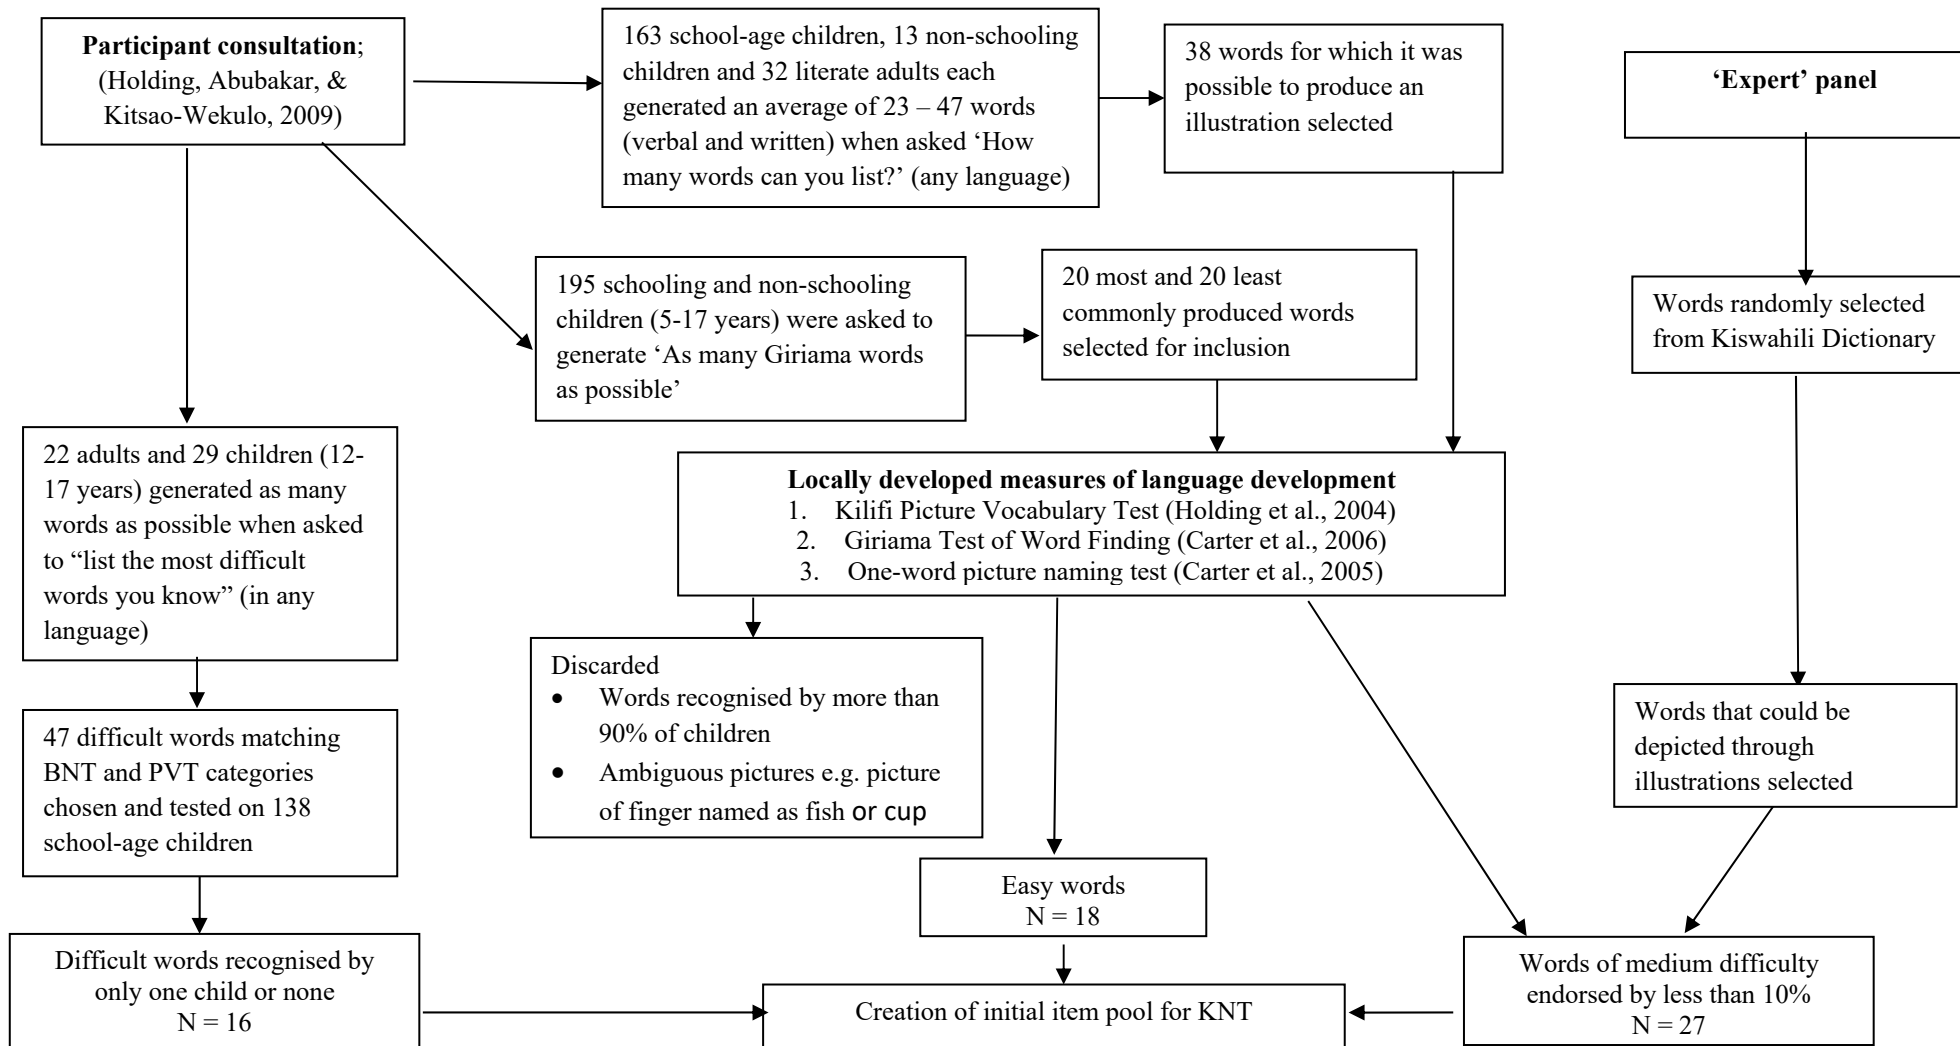 Participant consultation;
(Holding, Abubakar, &
Kitsao-Wekulo, 2009)
163 school-age children, 13 non-schooling
children and 32 literate adults each
generated an average of 23 – 47 words
(verbal and written) when asked ‘How
many words can you list?’ (any language)
38 words for which it was
possible to produce an
illustration selected
‘Expert’ panel
195 schooling and non-schooling
children (5-17 years) were asked to
generate ‘As many Giriama words
as possible’
20 most and 20 least
commonly produced words
selected for inclusion
Words randomly selected
from Kiswahili Dictionary
22 adults and 29 children (12-
17 years) generated as many
words as possible when asked
to “list the most difficult
words you know” (in any
language)
Locally developed measures of language development
1. Kilifi Picture Vocabulary Test (Holding et al., 2004)
2. Giriama Test of Word Finding (Carter et al., 2006)
3. One-word picture naming test (Carter et al., 2005)
Discarded
• Words recognised by more than
90% of children
• Ambiguous pictures e.g. picture
of finger named as fish or cup
Words that could be
depicted through
illustrations selected
47 difficult words matching
BNT and PVT categories
chosen and tested on 138
school-age children
Easy words
N = 18
Difficult words recognised by
only one child or none
N = 16
Creation of initial item pool for KNT
Words of medium difficulty
endorsed by less than 10%
N = 27